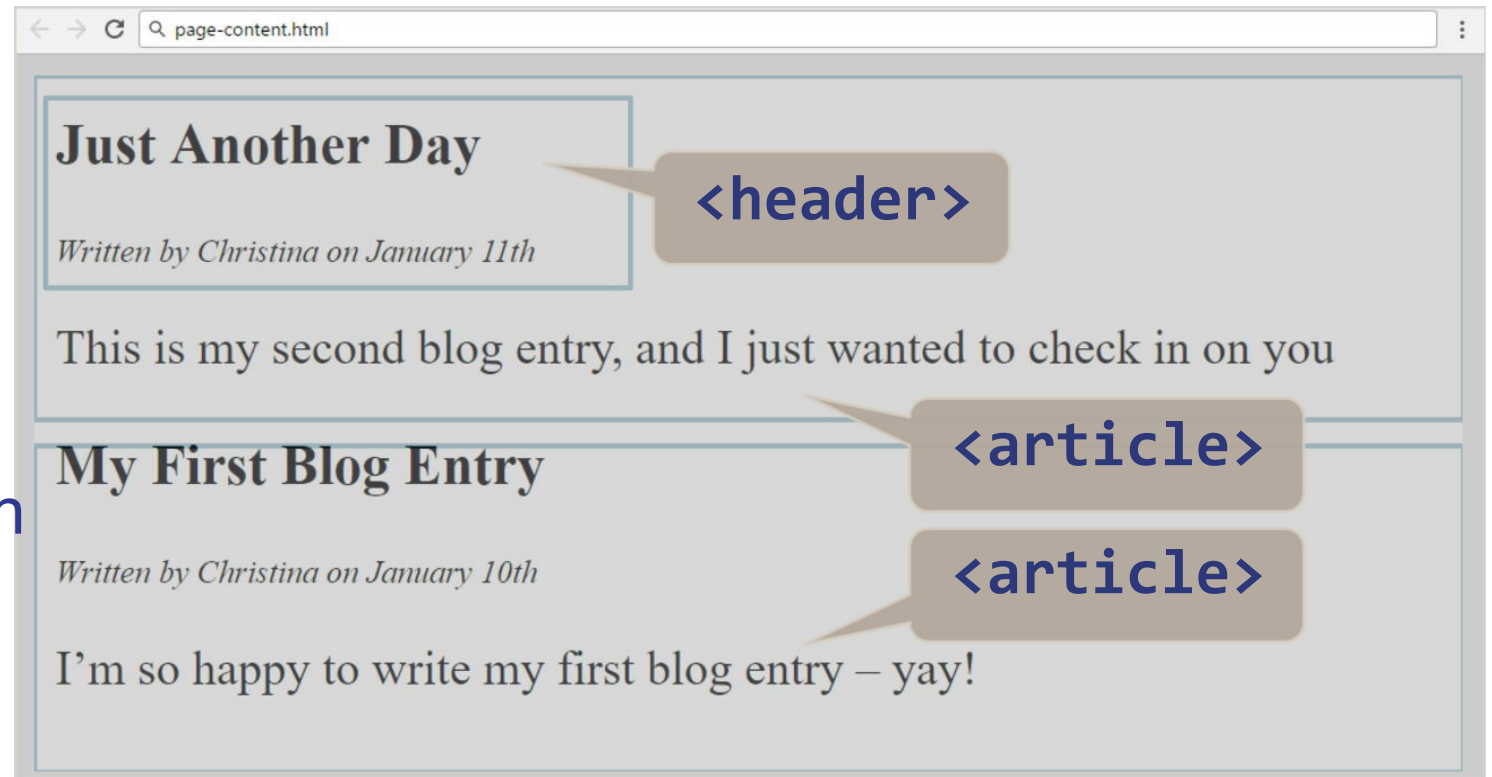 page-content.html
Just Another Day
<header>
Written by Christina on January 11th
This is my second blog entry, and I just wanted to check in on you
<article>
My First Blog Entry
n
<article>
Written by Christina on January 10th
I’m so happy to write my first blog entry – yay!